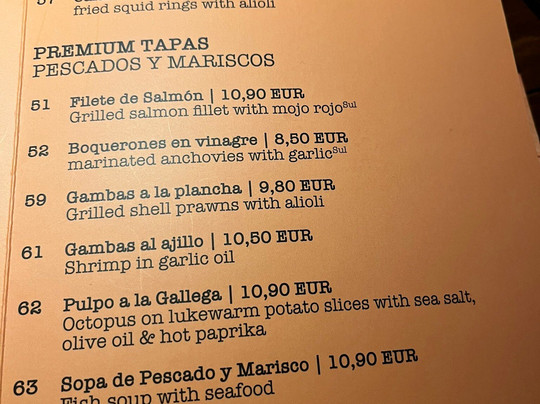 fried squid rings with alioli
PREMIUM TAPAS
PESCADOS Y MARISCOS
51 Filete de Salmón | 10,90 EUR
Grilled salmon fillet with mojo rojoSul
52 Boquerones en vinagre | 8,50 EUR
marinated anchovies with garlicSul
59 Gambas a la plancha | 9,80 EUR
Grilled shell prawns with alioli
61 Gambas al ajillo | 10,50 EUR
Shrimp in garlic oil
62 Pulpo a la Gallega | 10,90 EUR
Octopus on lukewarm potato slices with sea salt,
olive oil & hot paprika
63 Sopa de Pescado y Marisco | 10,90 EUR
Fish soup with seafood